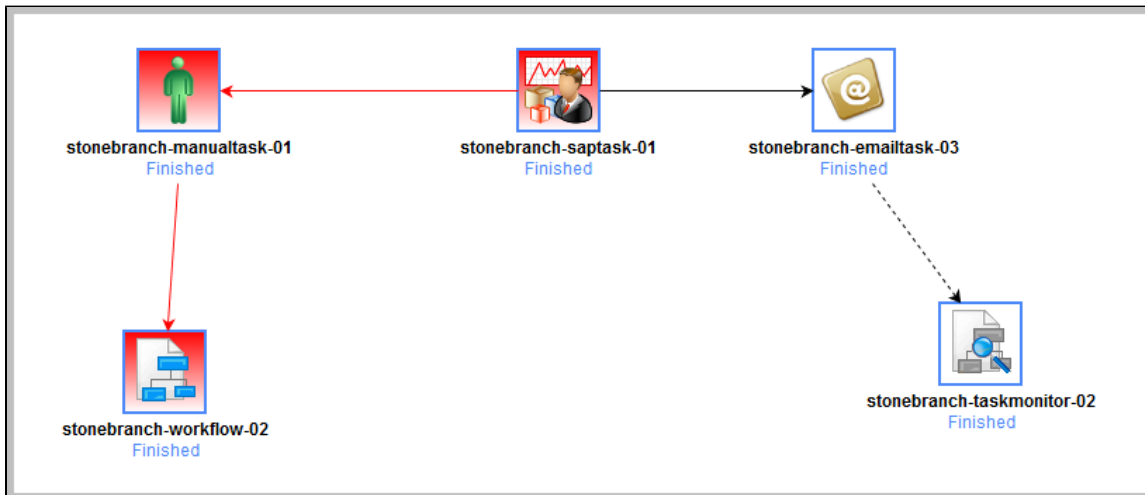 stonebranch-manualtask-01
Finished
stonebranch-saptask-01
Finished
@
stonebranch-emailtask-03
Finished
stonebranch-workflow-02
Finished
stonebranch-taskmonitor-02
Finished